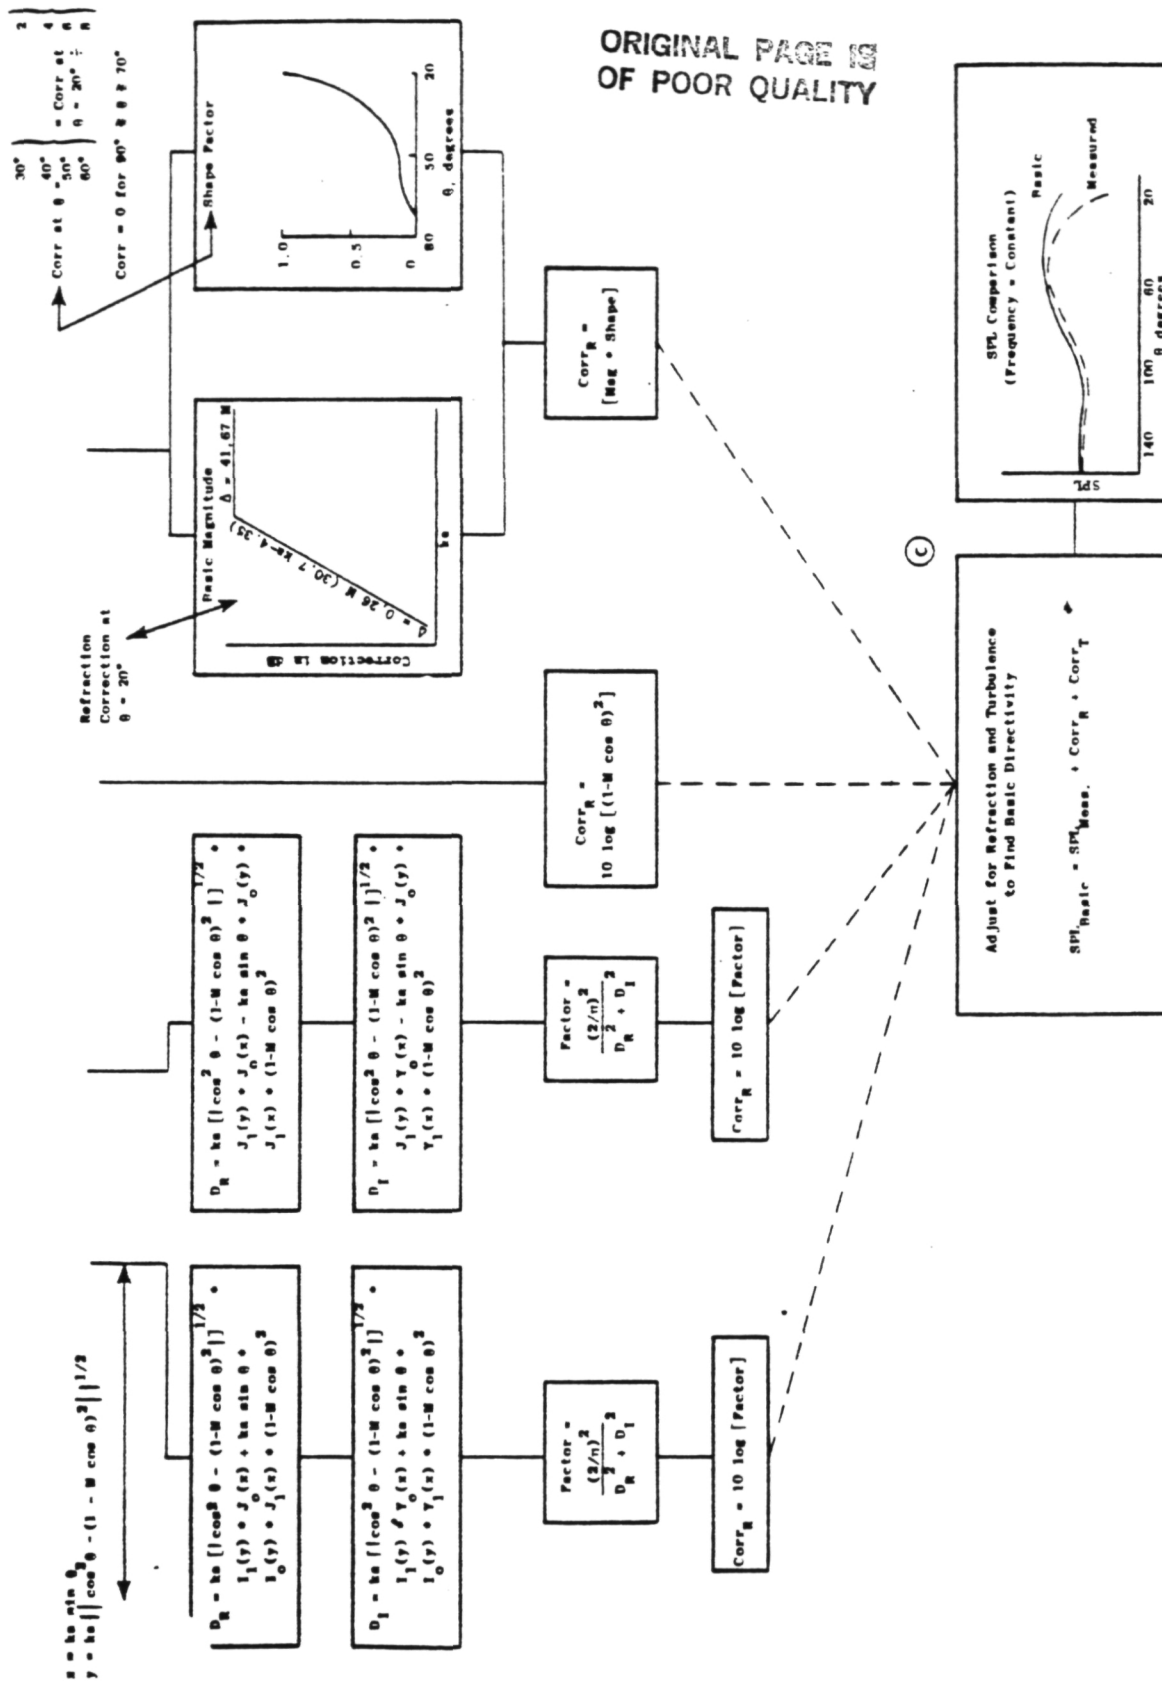 ORIGINAL PAGE IS
OF POOR QUALITY
x = ka sin θ
y = ka||cos² θ - (1 - M cos θ)²||^1/2
D_R = ka [|cos² θ - (1-M cos θ)²|]^1/2 *
I_1(y) * J_0(x) + ka sin θ *
I_0(y) * J_1(x) * (1-M cos θ)²
D_I = ka [|cos² θ - (1-M cos θ)²|]^1/2 *
I_1(y) * Y_0(x) + ka sin θ *
I_0(y) * Y_1(x) * (1-M cos θ)²
Factor =
(2/π)²
D_R² + D_I²
Corr_R = 10 log [Factor]
D_R = ka [|cos² θ - (1-M cos θ)²|]^1/2 *
J_1(y) * J_0(x) - ka sin θ * J_0(y) *
J_1(x) * (1-M cos θ)²
D_I = ka [|cos² θ - (1-M cos θ)²|]^1/2 *
J_1(y) * Y_0(x) - ka sin θ * J_0(y) *
Y_1(x) * (1-M cos θ)²
Factor =
(2/π)²
D_R² + D_I²
Corr_R = 10 log [Factor]
Corr_R =
10 log [(1-M cos θ)²]
Refraction
Correction at
θ = 20°
Basic Magnitude
Δ = 41.67 M
Δ = 0.26 M (30.7 ka-4.35)
Correction in dB
ka
Corr at θ =
30°
40°
50°
60°
= Corr at
θ = 20° ÷
2
4
6
8
Corr = 0 for 90° ≧ θ ≧ 70°
Shape Factor
1.0
0.5
0
80
50
20
θ, degrees
Corr_R =
[Mag * Shape]
C
Adjust for Refraction and Turbulence
to Find Basic Directivity
SPL_Basic = SPL_Meas. + Corr_R + Corr_T
SPL Comparison
(Frequency = Constant)
Basic
Measured
SPL
140
100
60
20
θ degrees